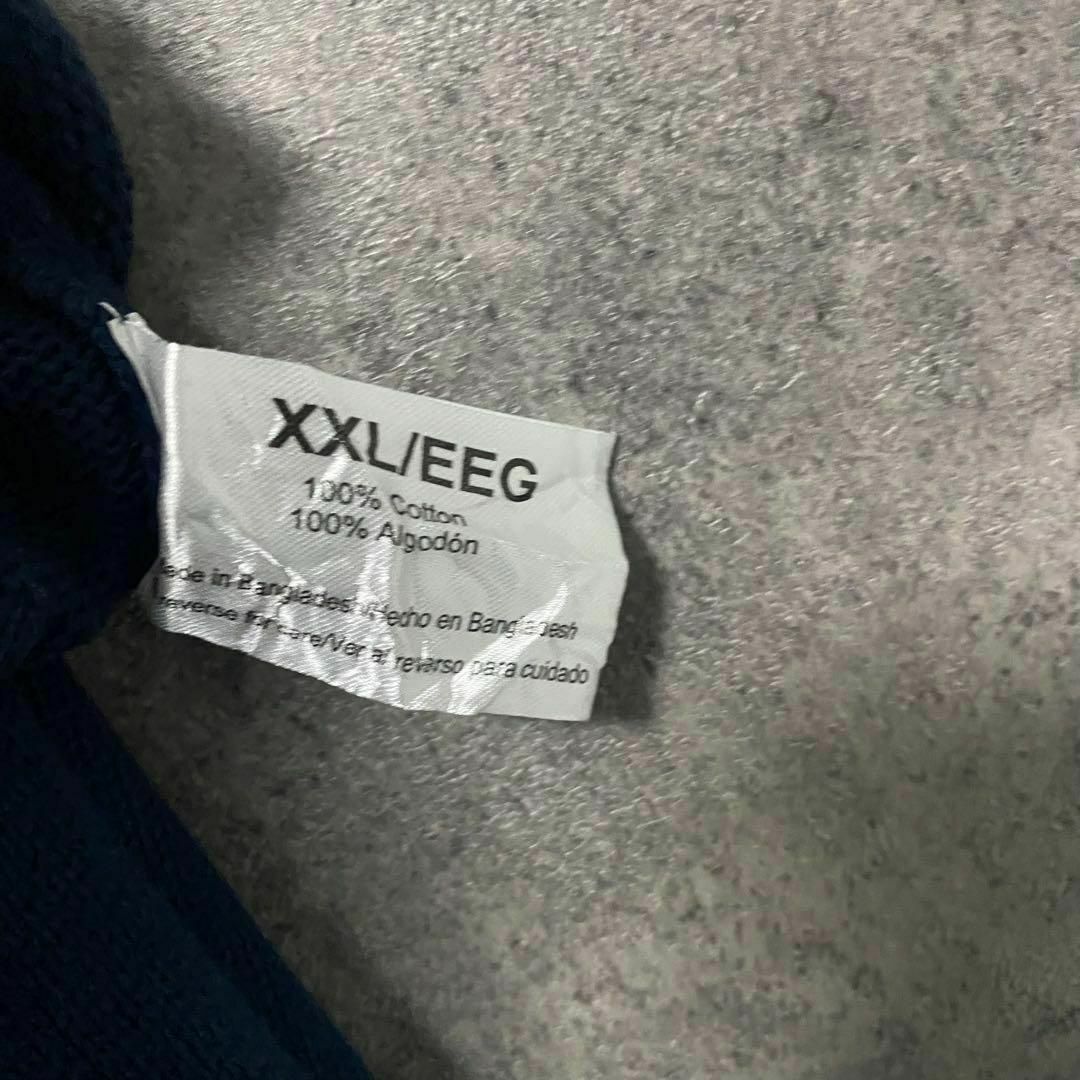 XXL/EEG
100% Cotton
100% Algodón
ade in Bangladesh/Hecho en Bangladesh
reverse for care/Ver al reverso para cuidado